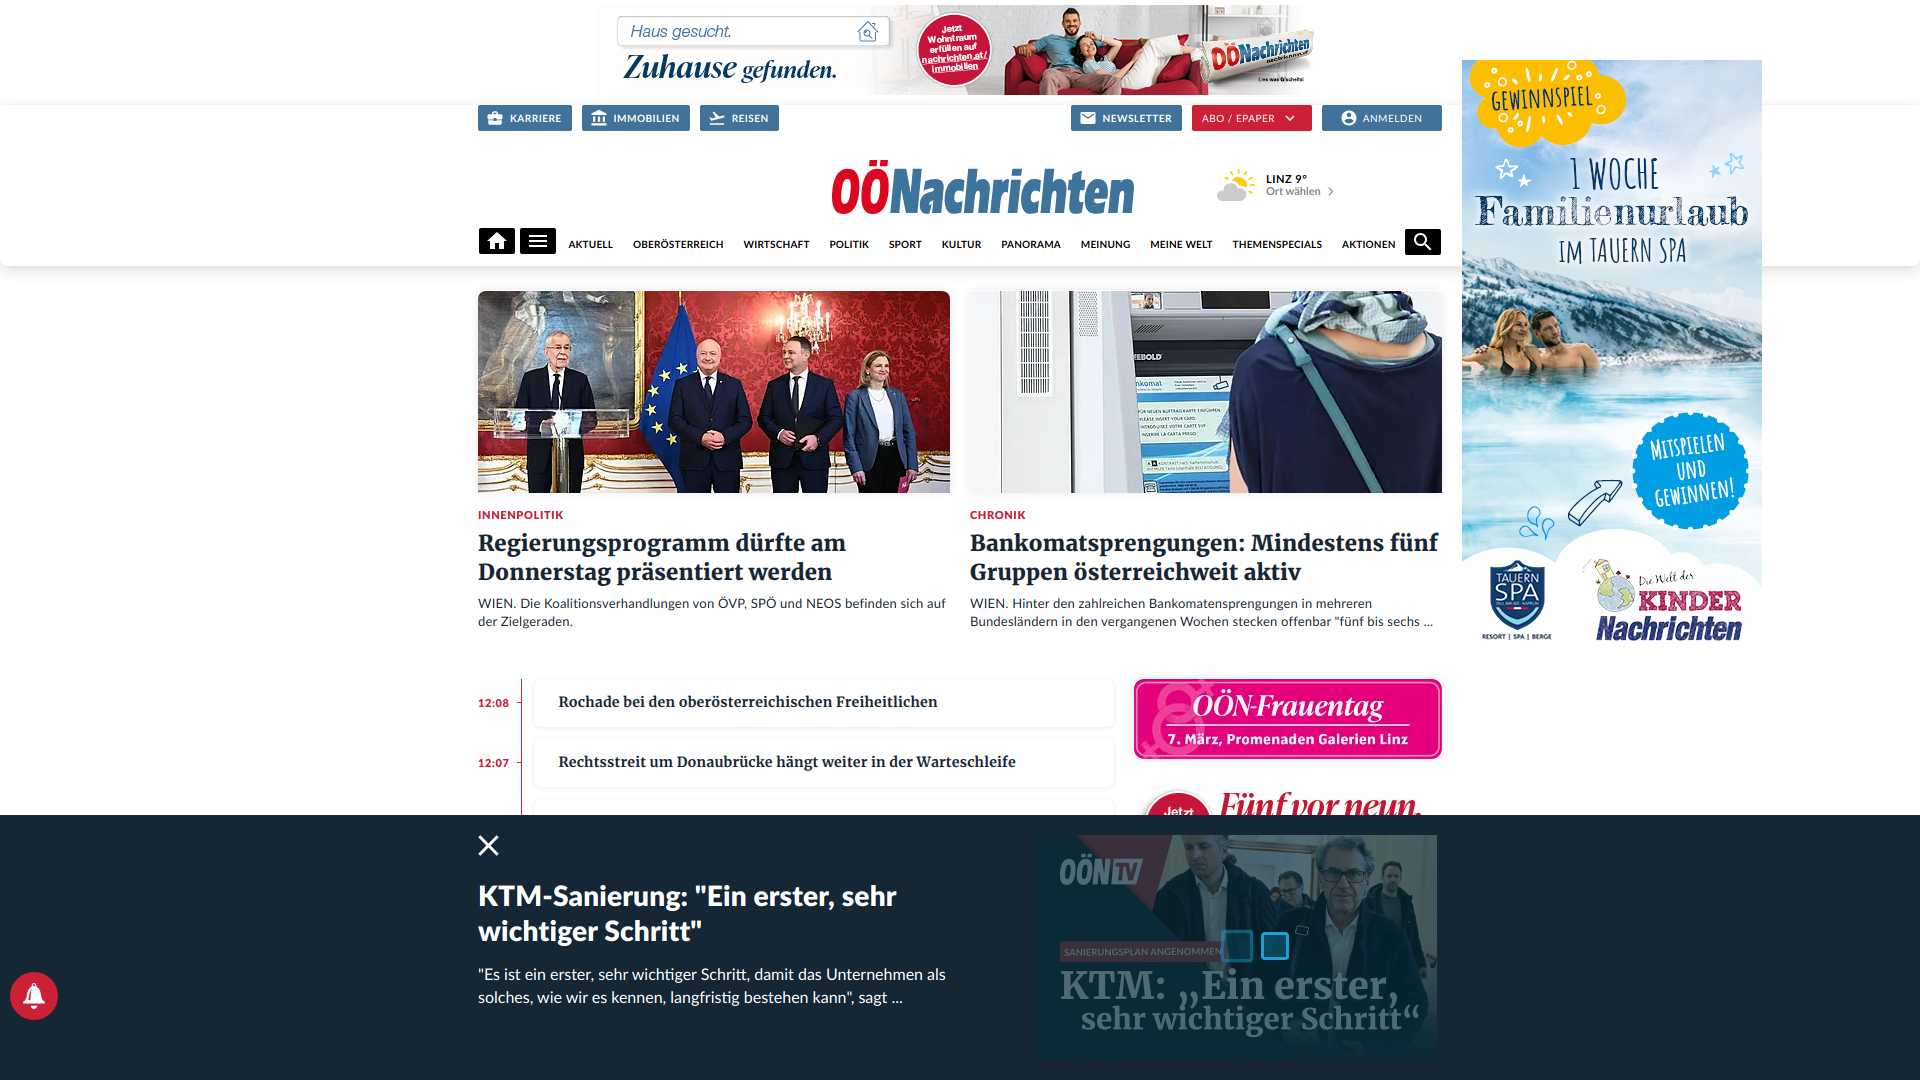 Haus gesucht.
Zuhause gefunden.
Jetzt
Wohntraum
erfüllen auf
nachrichten.at/
immobilien
OÖNachrichten
Lies was G'scheits!
KARRIERE
IMMOBILIEN
REISEN
NEWSLETTER
ABO / EPAPER
ANMELDEN
OÖNachrichten
LINZ 9°
Ort wählen
AKTUELL
OBERÖSTERREICH
WIRTSCHAFT
POLITIK
SPORT
KULTUR
PANORAMA
MEINUNG
MEINE WELT
THEMENSPECIALS
AKTIONEN
GEWINNSPIEL
1 WOCHE
Familienurlaub
IM TAUERN SPA
MITSPIELEN
UND
GEWINNEN!
TAUERN
SPA
RESORT | SPA | BERGE
Die Welt der
KINDER
Nachrichten
INNENPOLITIK
Regierungsprogramm dürfte am
Donnerstag präsentiert werden
WIEN. Die Koalitionsverhandlungen von ÖVP, SPÖ und NEOS befinden sich auf
der Zielgeraden.
CHRONIK
Bankomatsprengungen: Mindestens fünf
Gruppen österreichweit aktiv
WIEN. Hinter den zahlreichen Bankomatensprengungen in mehreren
Bundesländern in den vergangenen Wochen stecken offenbar "fünf bis sechs ...
12:08
Rochade bei den oberösterreichischen Freiheitlichen
12:07
Rechtsstreit um Donaubrücke hängt weiter in der Warteschleife
OÖN-Frauentag
7. März, Promenaden Galerien Linz
Jetzt
Fünf vor neun.
KTM-Sanierung: "Ein erster, sehr
wichtiger Schritt"
"Es ist ein erster, sehr wichtiger Schritt, damit das Unternehmen als
solches, wie wir es kennen, langfristig bestehen kann", sagt ...
OÖN TV
SANIERUNGSPLAN ANGENOMMEN
KTM: „Ein erster,
sehr wichtiger Schritt“